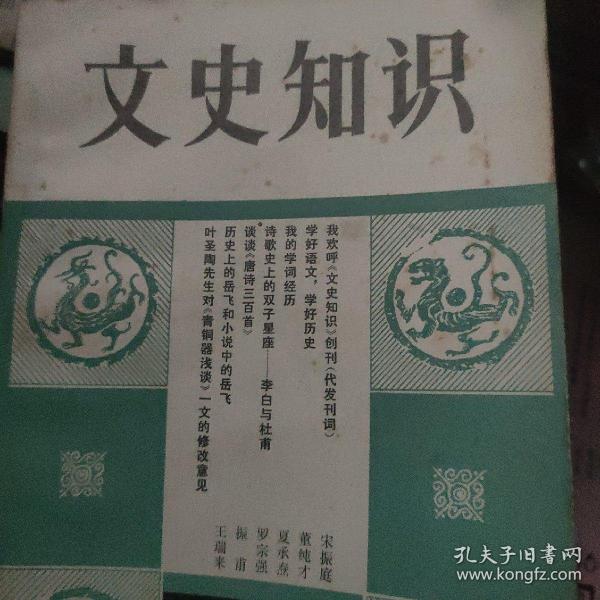 文史知识
我欢呼《文史知识》创刊（代发刊词） 宋振庭
学好语文，学好历史 董纯才
我的学词经历 夏承焘
诗歌史上的双子星座——李白与杜甫 罗宗强
谈谈《唐诗三百首》 振甫
历史上的岳飞和小说中的岳飞 王瑞来
叶圣陶先生对《青铜器浅谈》一文的修改意见
孔夫子旧书网
www.kongfz.com